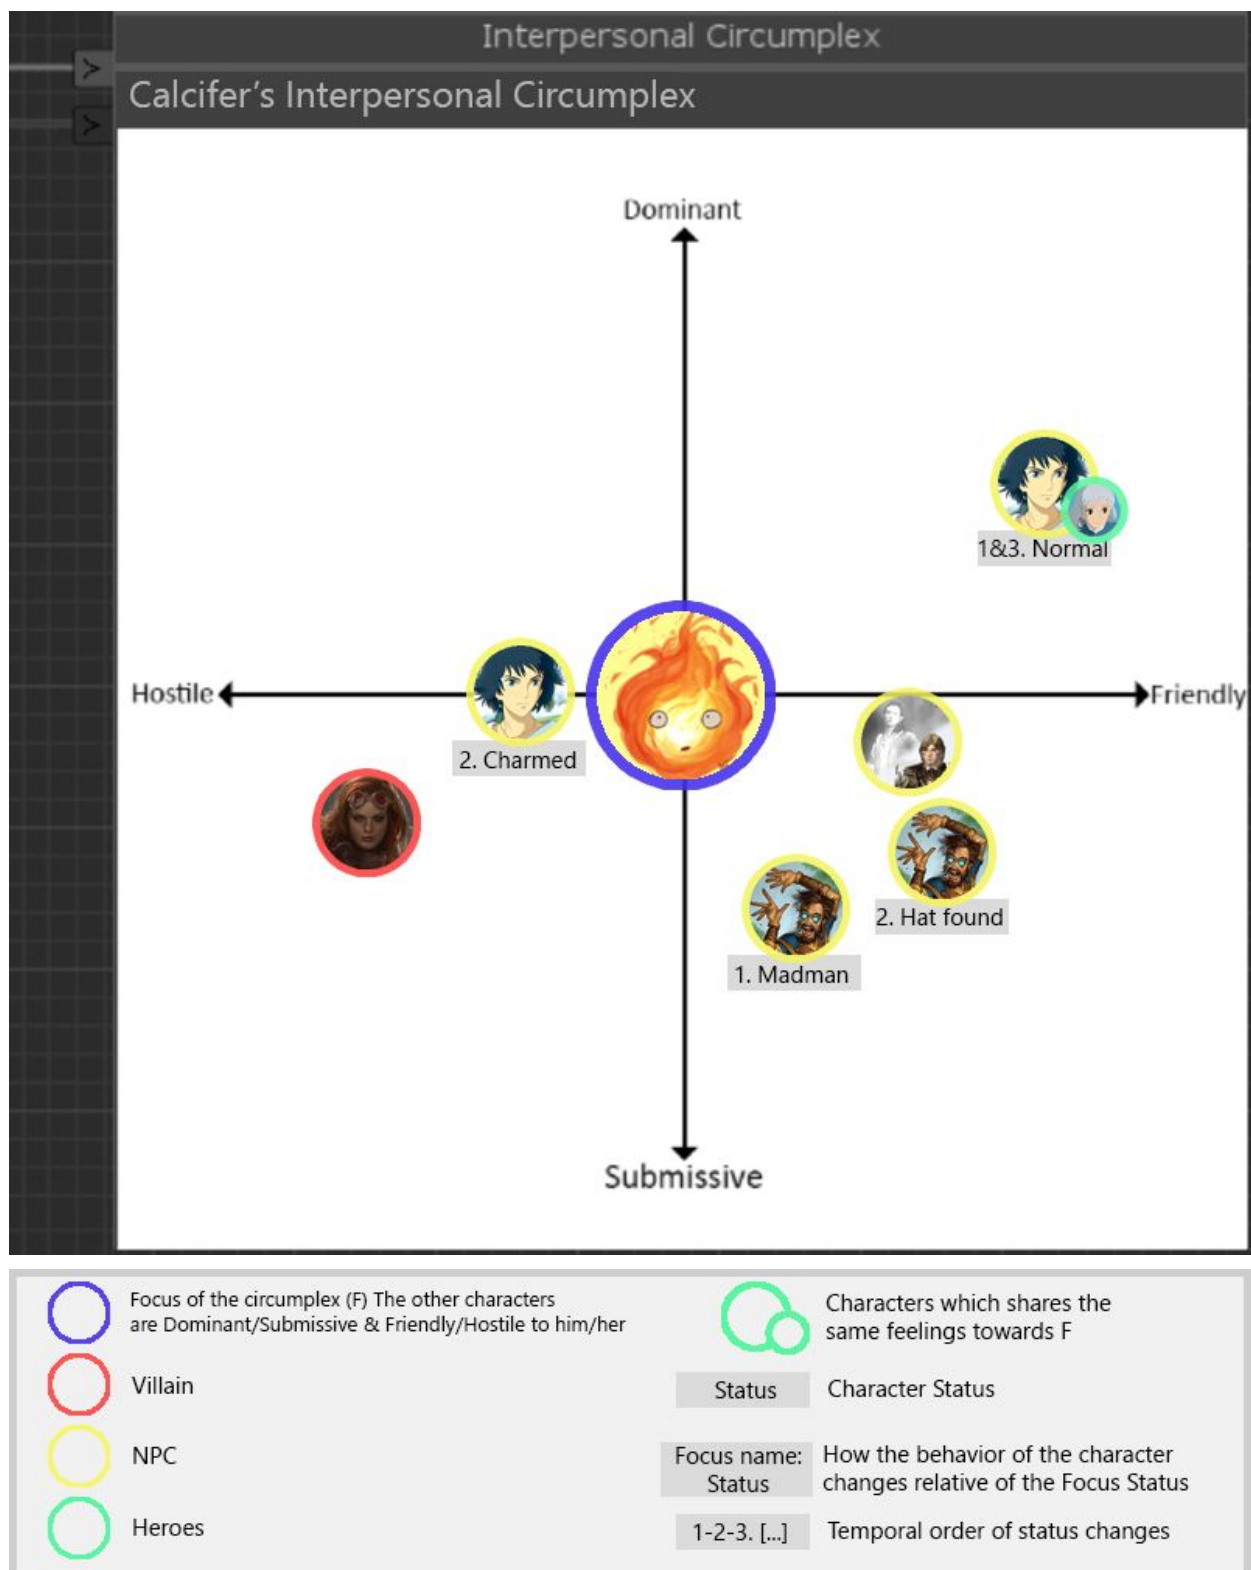 Interpersonal Circumplex
Calcifer’s Interpersonal Circumplex
Dominant
1&3. Normal
Hostile
Friendly
2. Charmed
2. Hat found
1. Madman
Submissive
Focus of the circumplex (F) The other characters
are Dominant/Submissive & Friendly/Hostile to him/her
Characters which shares the
same feelings towards F
Villain
Status
Character Status
NPC
Focus name:
Status
How the behavior of the character
changes relative of the Focus Status
Heroes
1-2-3. [...]
Temporal order of status changes